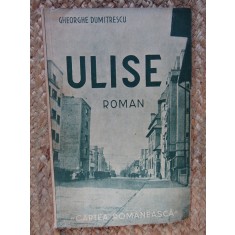 GHEORGHE DUMITRESCU
ULISE
ROMAN
"CARTEA ROMÂNEASCĂ"